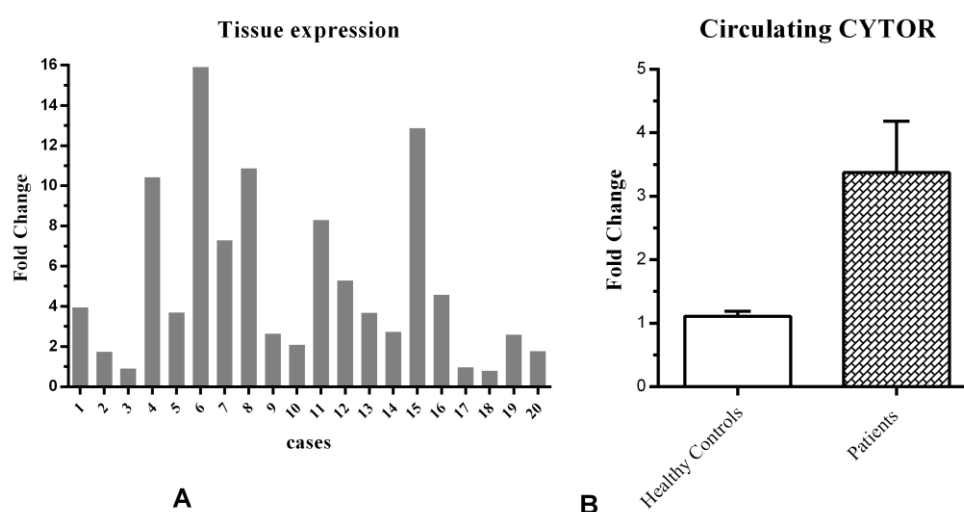 Tissue expression
Fold Change
16
14
12
10
8
6
4
2
0
1 2 3 4 5 6 7 8 9 10 11 12 13 14 15 16 17 18 19 20
cases
A
Circulating CYTOR
Fold Change
5
4
3
2
1
0
Healthy Controls
Patients
B